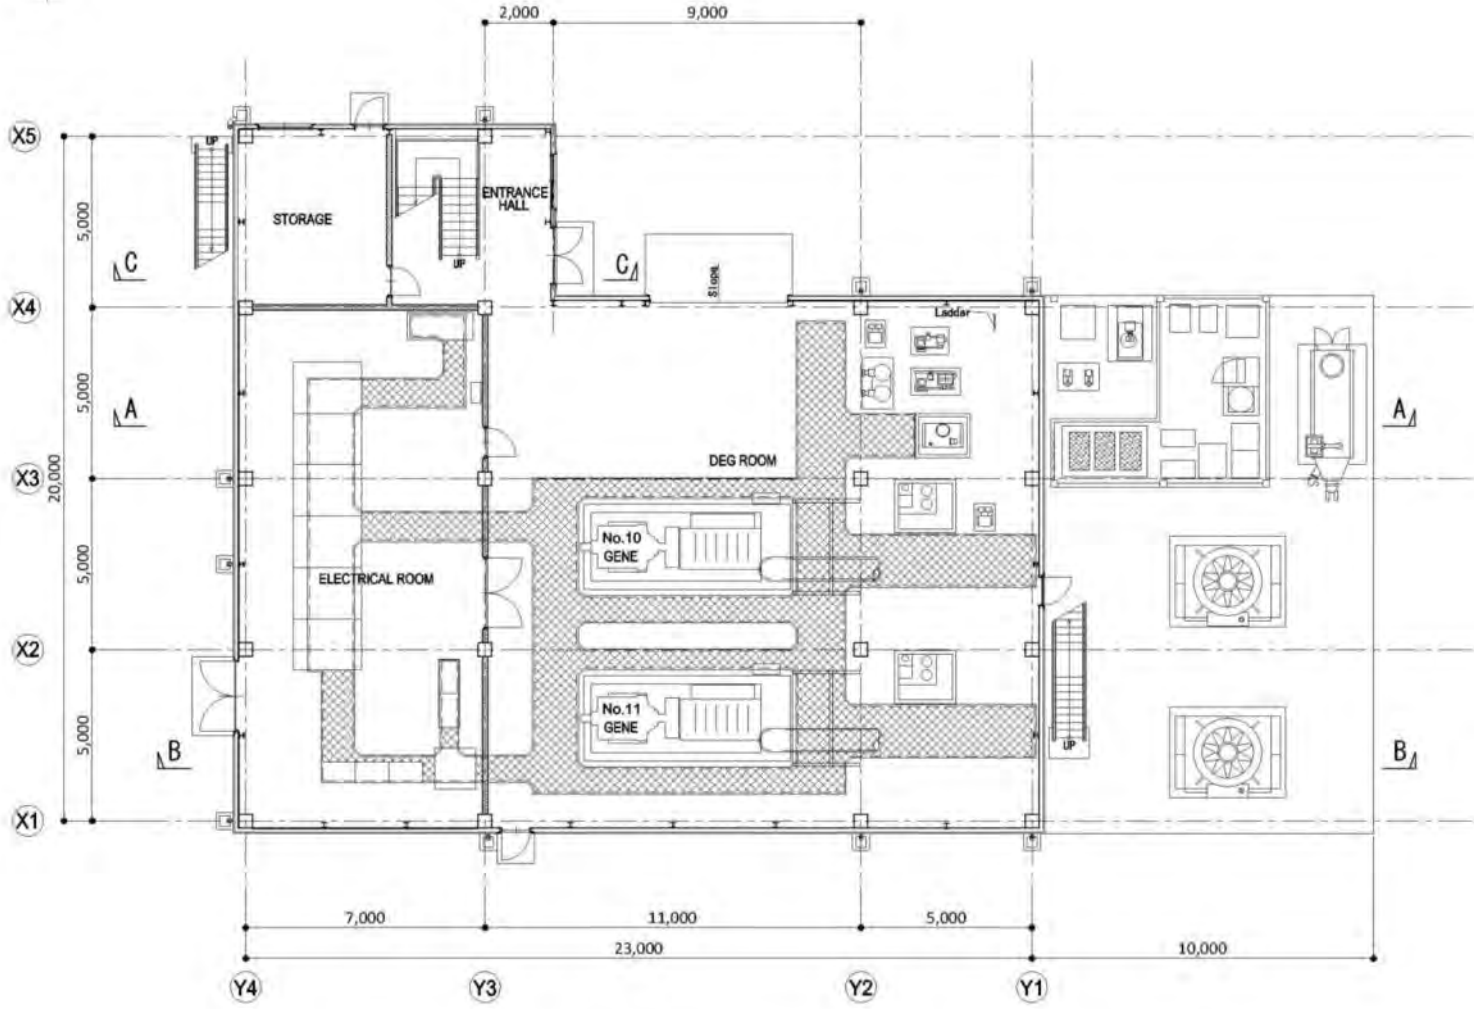 2,000
9,000
X5
UP
5,000
STORAGE
ENTRANCE
HALL
UP
C
C
Slope
X4
Laddar
5,000
A
A
DEG ROOM
X3
20,000
No.10
GENE
5,000
ELECTRICAL ROOM
X2
No.11
GENE
5,000
UP
B
B
X1
7,000
11,000
5,000
23,000
10,000
Y4
Y3
Y2
Y1